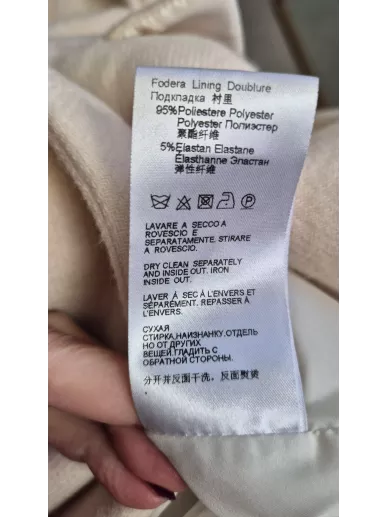 Fodera Lining Doublure
Подкладка 衬里
95%Poliestere Polyester
Polyester Полиэстер
聚酯纤维
5%Elastan Elastane
Élasthanne Эластан
弹性纤维
LAVARE A SECCO A
ROVESCIO E
SEPARATAMENTE. STIRARE
A ROVESCIO.
DRY CLEAN SEPARATELY
AND INSIDE OUT. IRON
INSIDE OUT.
LAVER À SEC À L'ENVERS ET
SÉPARÉMENT. REPASSER À
L'ENVERS.
СУХАЯ
СТИРКА,НАИЗНАНКУ.ОТДЕЛЬ
НО ОТ ДРУГИХ
ВЕЩЕЙ.ГЛАДИТЬ С
ОБРАТНОЙ СТОРОНЫ.
分开并反面干洗，反面熨烫